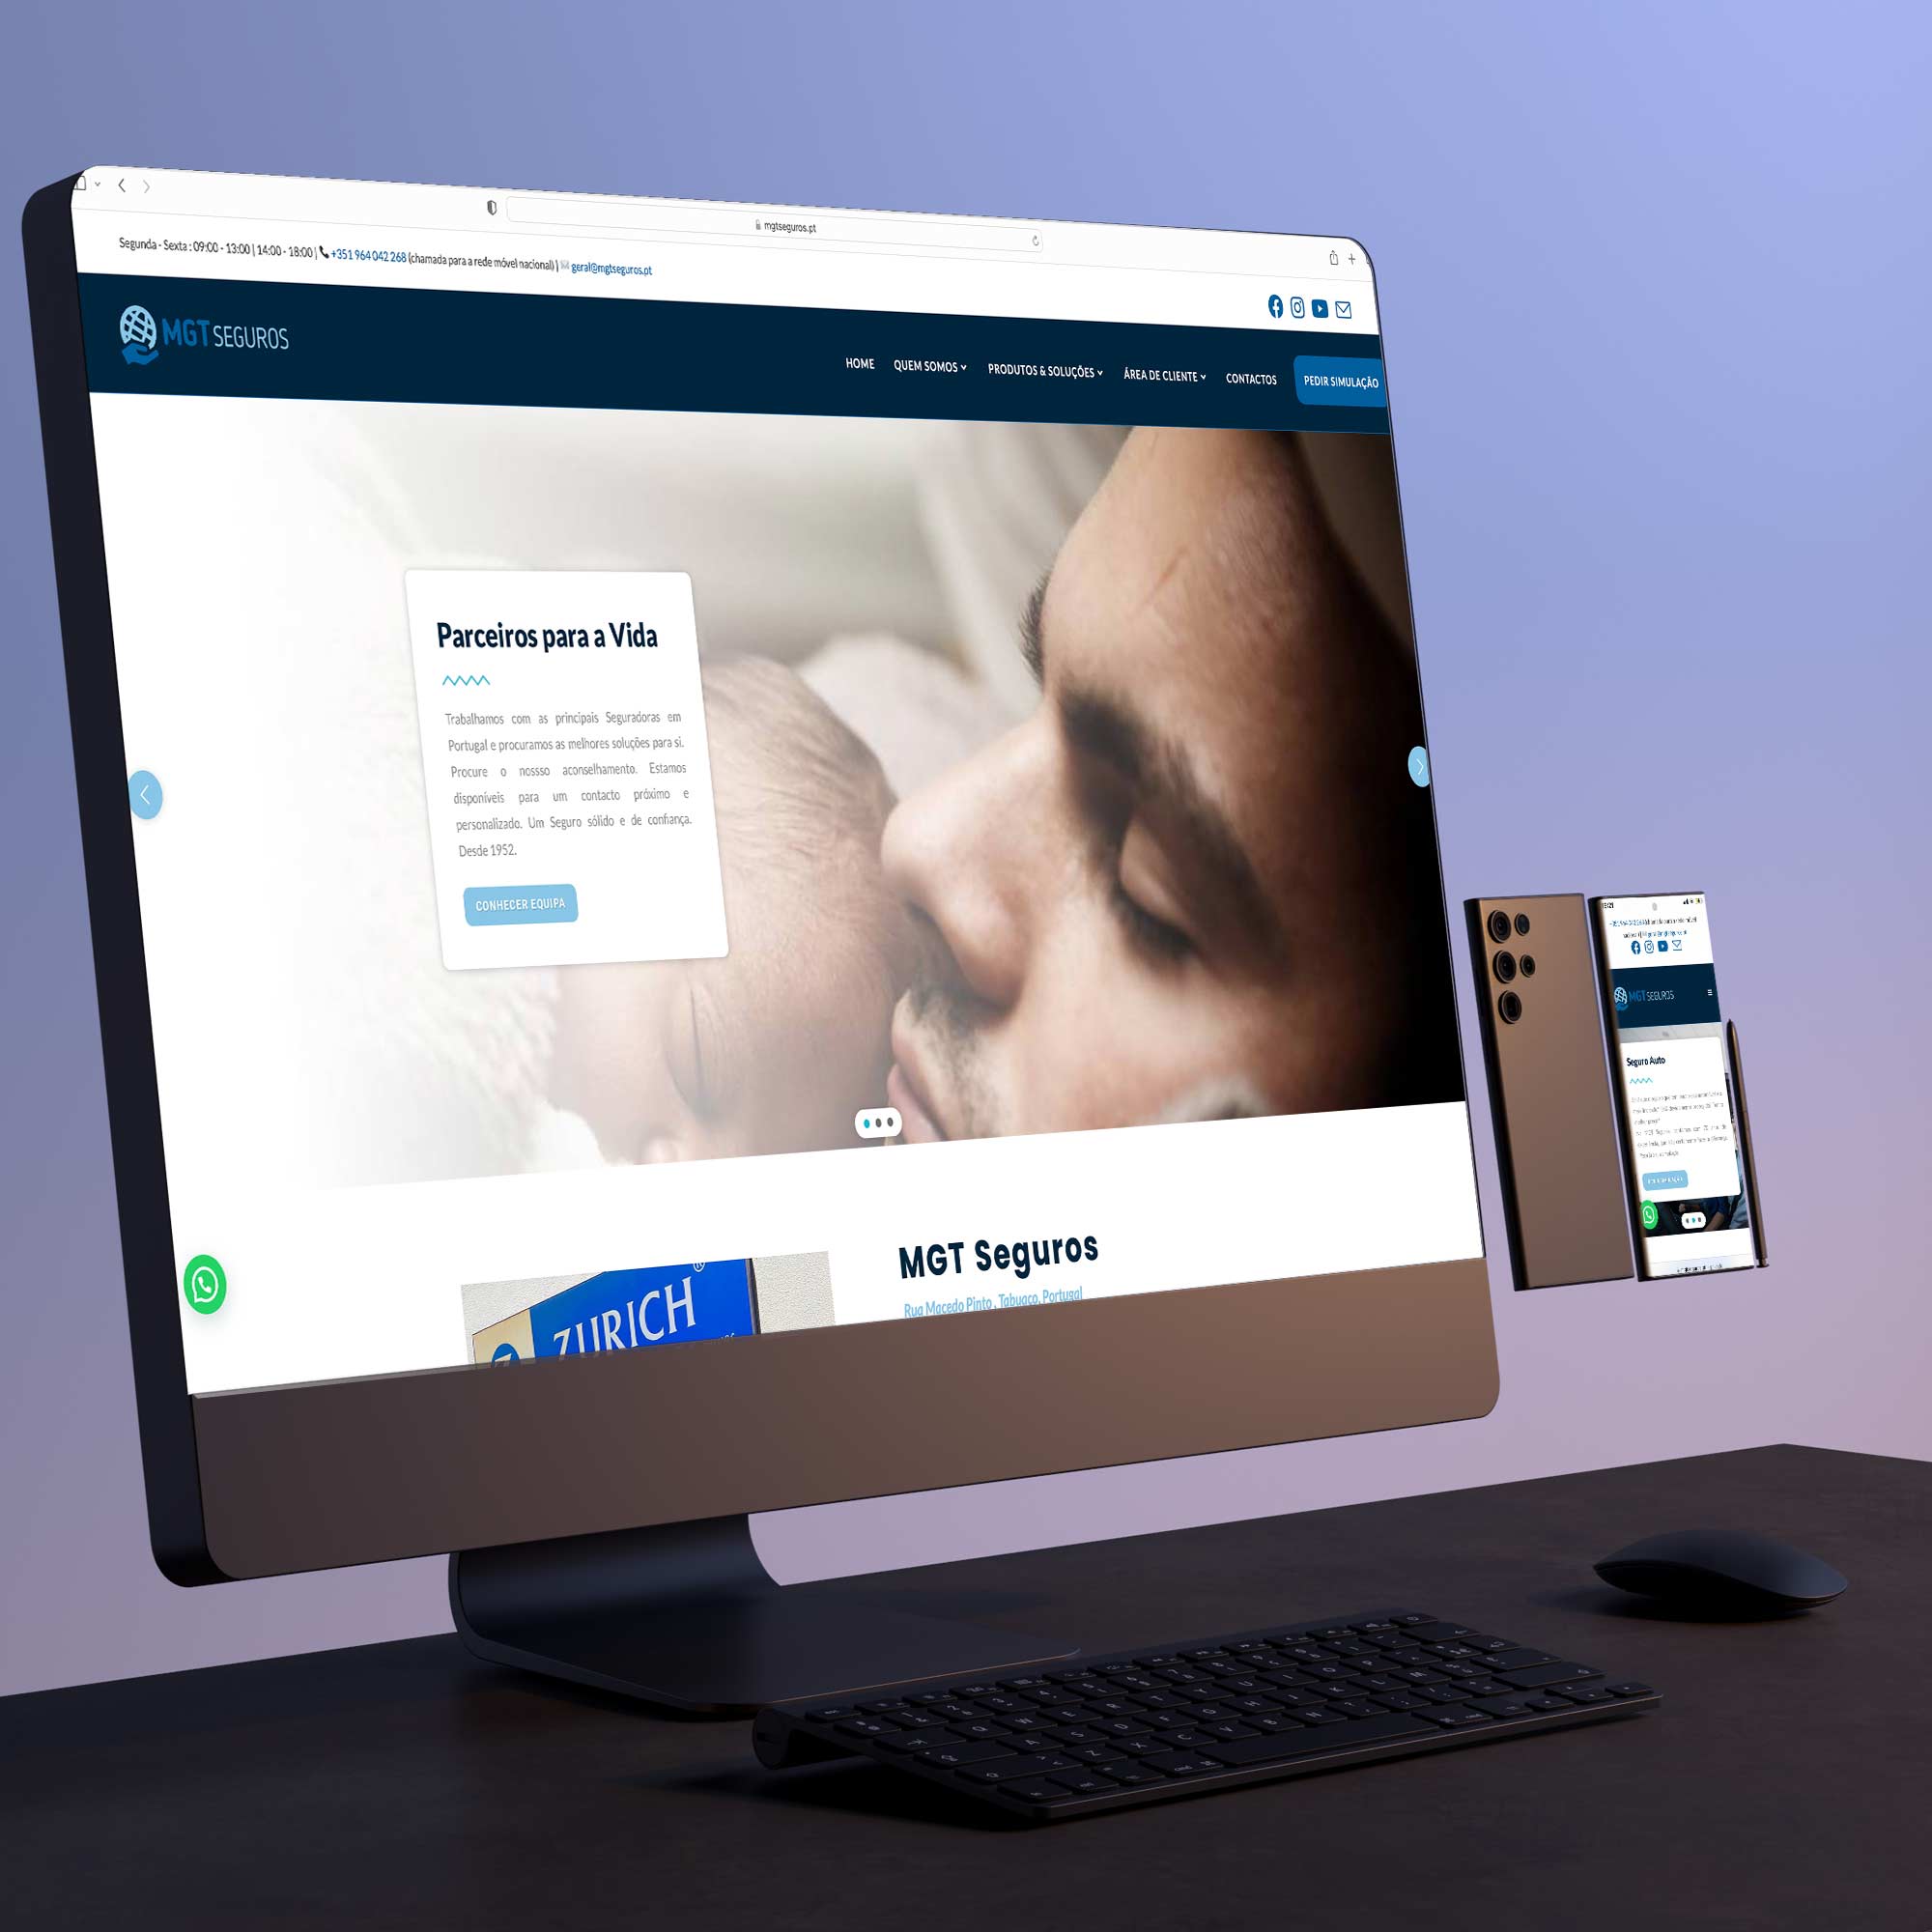 mgtseguros.pt
Segunda - Sexta : 09:00 - 13:00 | 14:00 - 18:00 | +351 964 042 268 (chamada para a rede móvel nacional) | geral@mgtseguros.pt
MGT SEGUROS
HOME QUEM SOMOS PRODUTOS & SOLUÇÕES ÁREA DE CLIENTE CONTACTOS PEDIR SIMULAÇÃO
Parceiros para a Vida
Trabalhamos com as principais Seguradoras em
Portugal e procuramos as melhores soluções para si.
Procure o nossso aconselhamento. Estamos
disponíveis para um contacto próximo e
personalizado. Um Seguro sólido e de confiança.
Desde 1952.
CONHECER EQUIPA
MGT Seguros
Rua Macedo Pinto , Tabuaço, Portugal
ZURICH
MGT SEGUROS
Seguro Auto